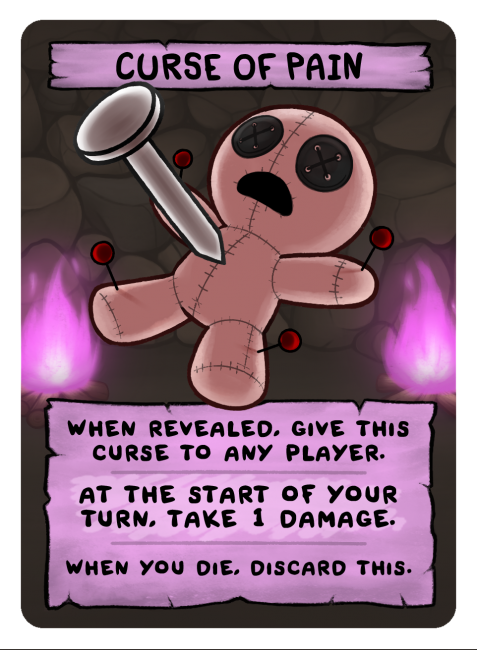 CURSE OF PAIN
WHEN REVEALED, GIVE THIS
CURSE TO ANY PLAYER.
AT THE START OF YOUR
TURN, TAKE 1 DAMAGE.
WHEN YOU DIE, DISCARD THIS.